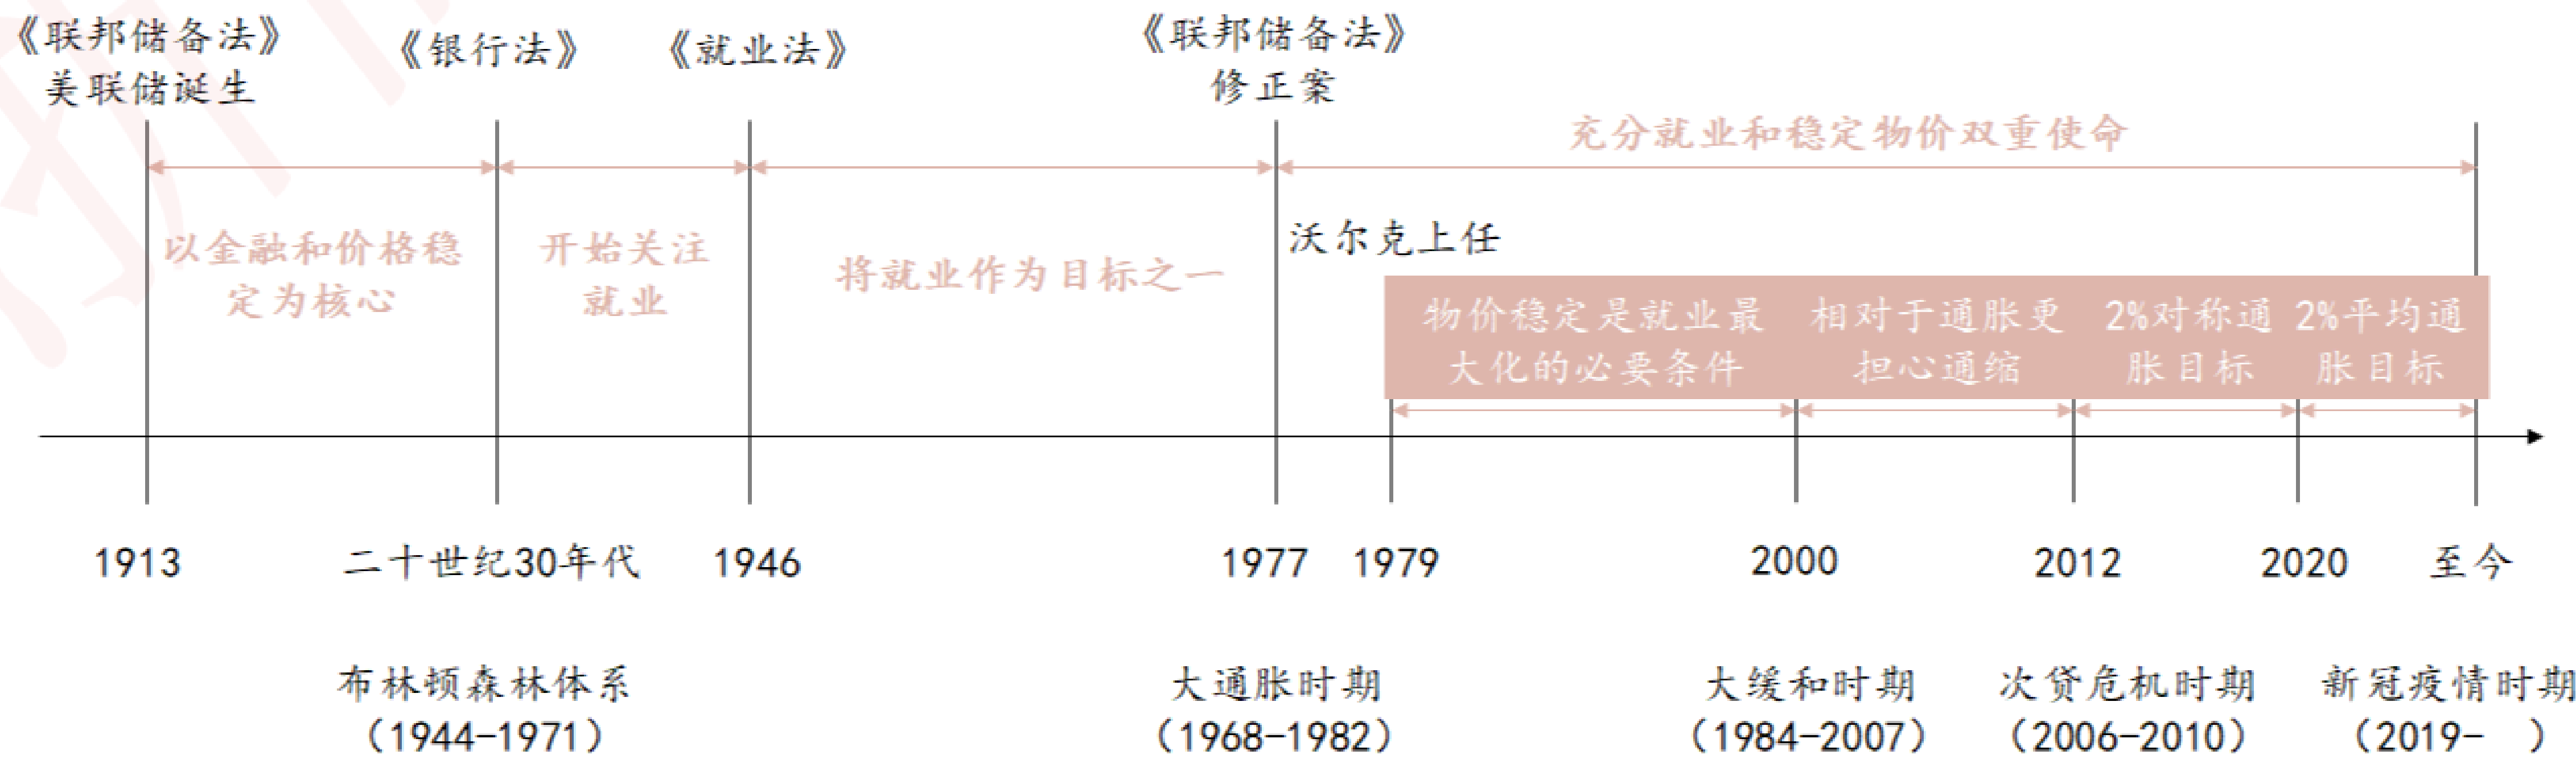 《联邦储备法》
美联储诞生
《银行法》
《就业法》
《联邦储备法》
修正案
充分就业和稳定物价双重使命
以金融和价格稳
定为核心
开始关注
就业
将就业作为目标之一
沃尔克上任
物价稳定是就业最
大化的必要条件
相对于通胀更
担心通缩
2%对称通
胀目标
2%平均通
胀目标
1913
二十世纪30年代
1946
1977
1979
2000
2012
2020
至今
布林顿森林体系
（1944-1971）
大通胀时期
（1968-1982）
大缓和时期
（1984-2007）
次贷危机时期
（2006-2010）
新冠疫情时期
（2019-  ）